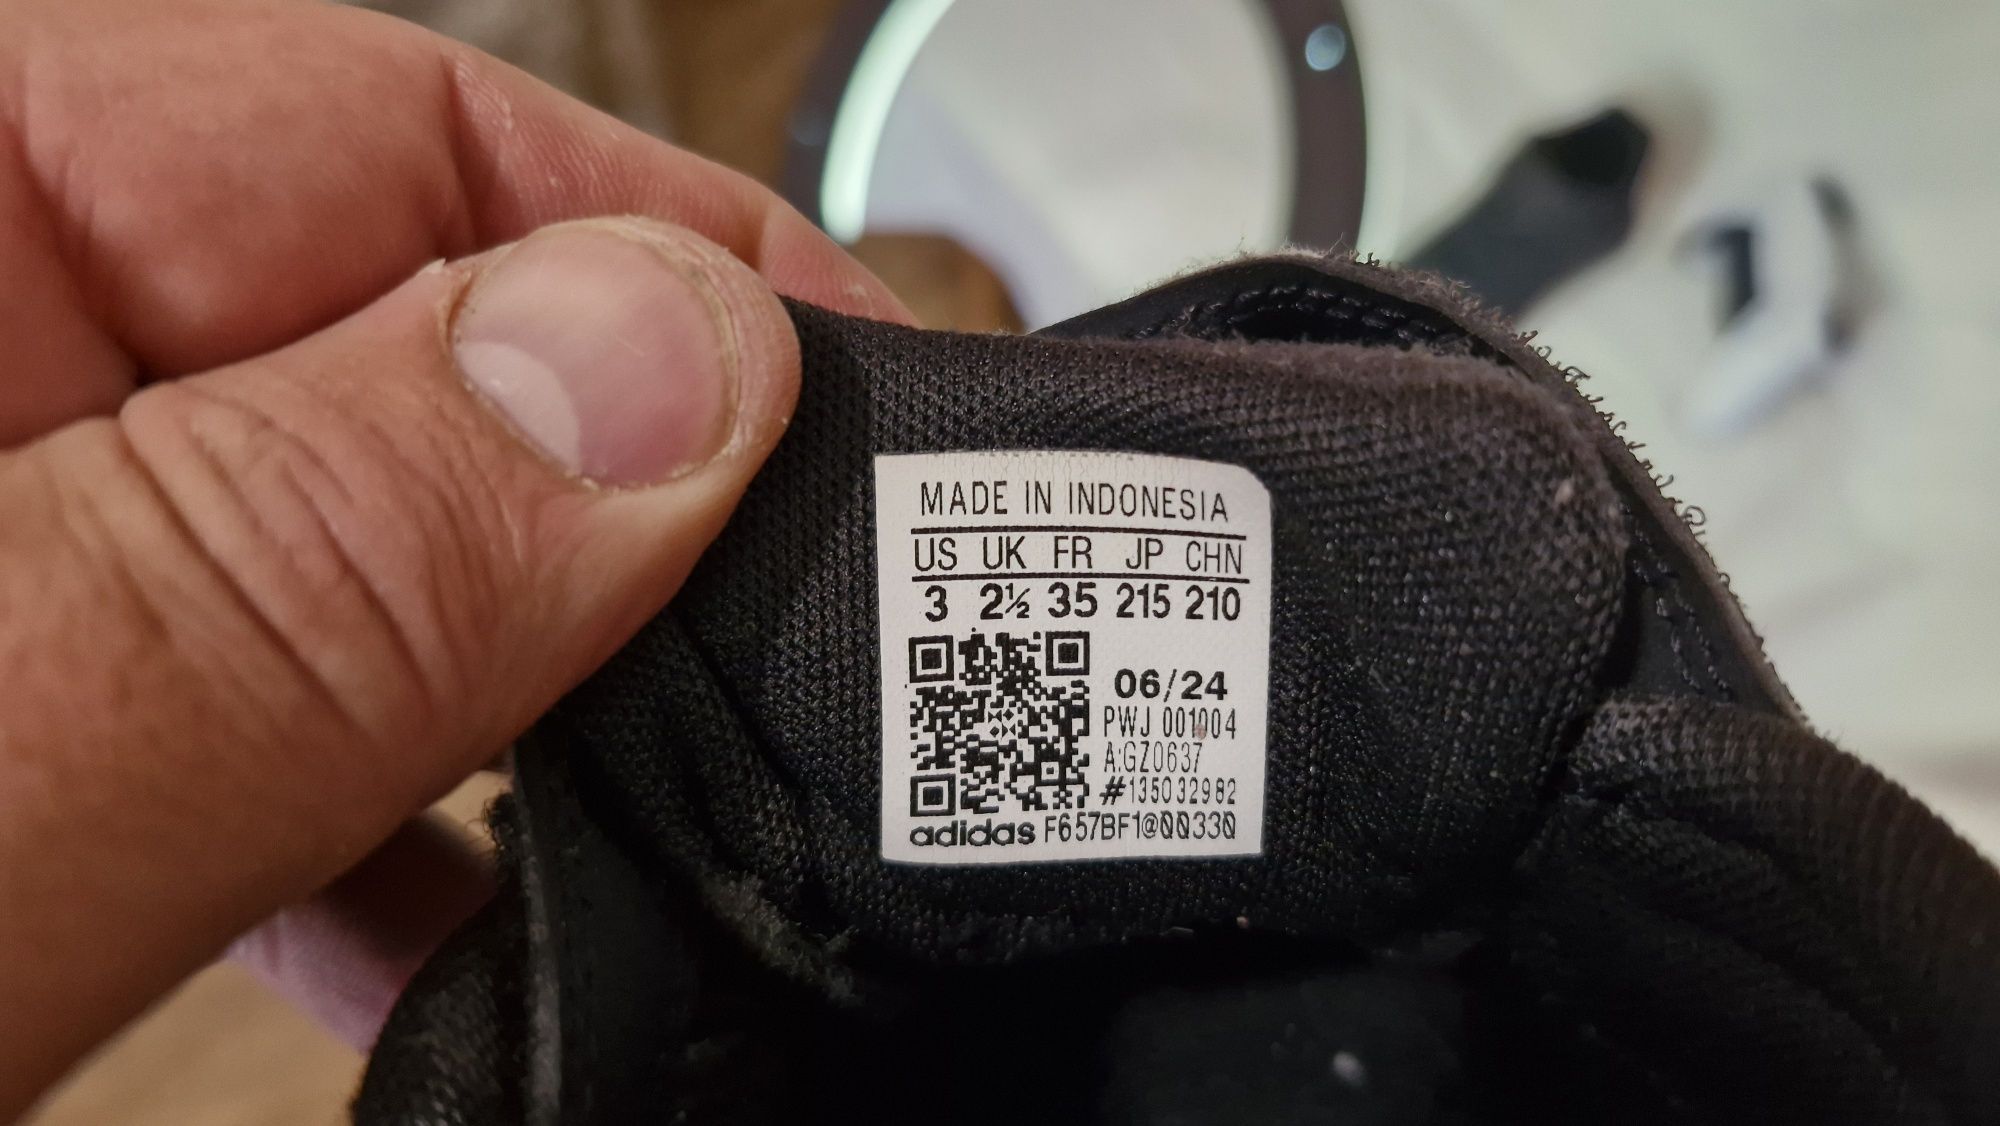 MADE IN INDONESIA
US UK FR JP CHN
3 2½ 35 215 210
06/24
PWJ 001004
A:GZ0637
#135032982
adidas F657BF1@00330